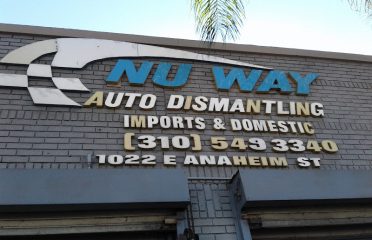 NU WAY
AUTO DISMANTLING
IMPORTS & DOMESTIC
(310) 549 3340
1022 E ANAHEIM ST